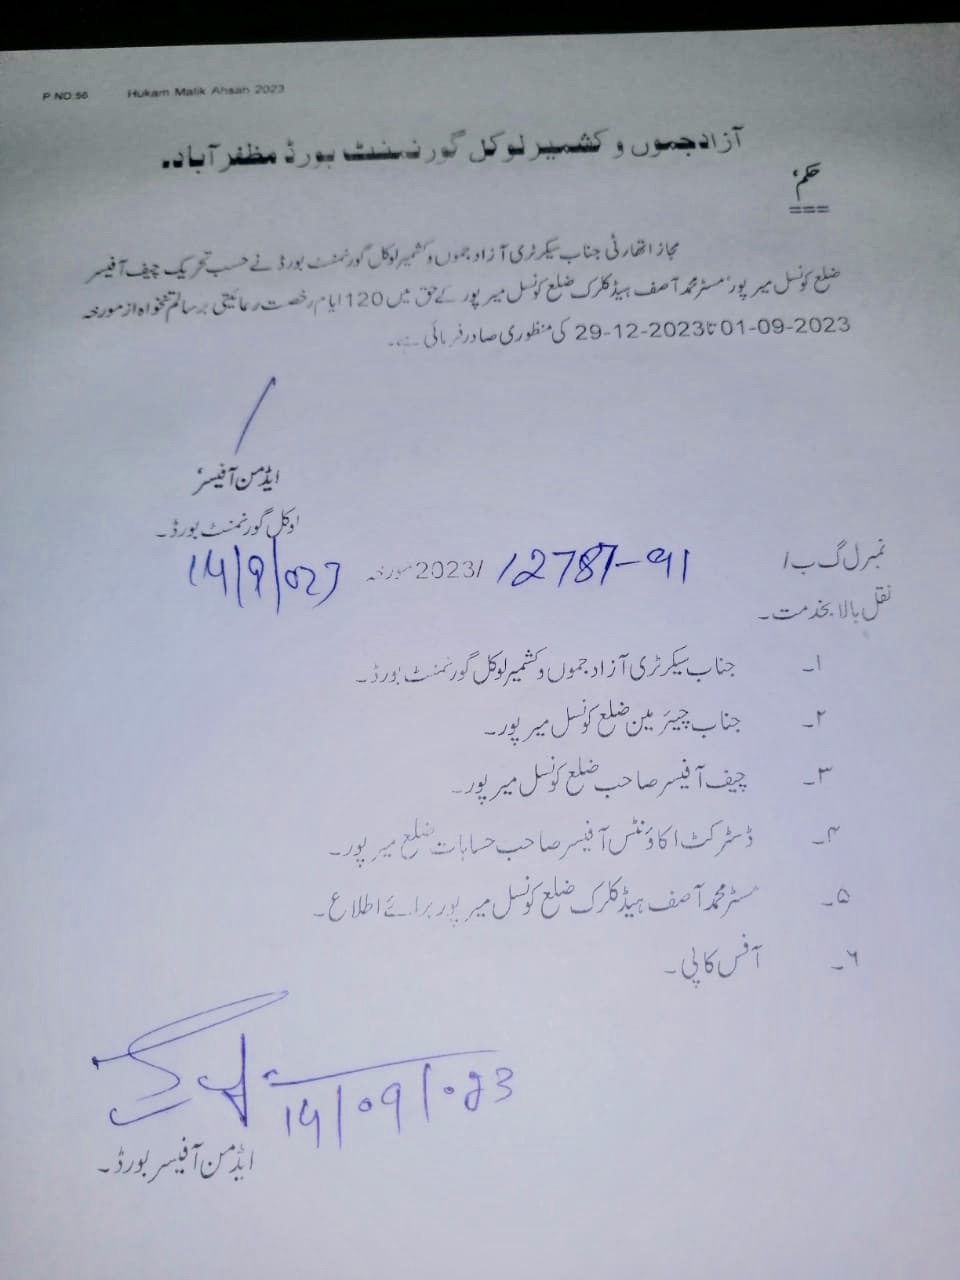 P.NO.56 Hukam Malik Ahsan 2023
آزاد جموں و کشمیر لوکل گورنمنٹ بورڈ مظفرآباد۔
حکم،
مجاز اتھارٹی جناب سیکرٹری آزاد جموں و کشمیر لوکل گورنمنٹ بورڈ نے حسب تحریک چیف آفیسر
ضلع کونسل میرپور، مسٹر محمد آصف ہیڈ کلرک ضلع کونسل میرپور کے حق میں 120 ایام رخصت رعائیتی برسالم تنخواہ از مورخہ
01-09-2023 تا 29-12-2023 کی منظوری صادر فرمائی ہے۔
ایڈمن آفیسر،
لوکل گورنمنٹ بورڈ۔
نمبر ل گ ب / 12787-91 /2023 مورخہ 14/9/023
نقل بالا بخدمت۔
۱۔ جناب سیکرٹری آزاد جموں و کشمیر لوکل گورنمنٹ بورڈ۔
۲۔ جناب چیئرمین ضلع کونسل میرپور۔
۳۔ چیف آفیسر صاحب ضلع کونسل میرپور۔
۴۔ ڈسٹرکٹ اکاؤنٹس آفیسر صاحب حسابات ضلع میرپور۔
۵۔ مسٹر محمد آصف ہیڈ کلرک ضلع کونسل میرپور برائے اطلاع۔
۶۔ آفس کاپی۔
14/09/023
ایڈمن آفیسر بورڈ۔